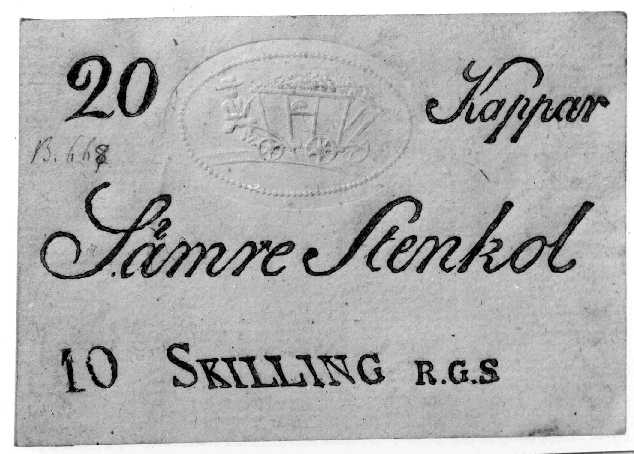 20 Kappar
B. 668
Såmre Stenkol
10 SKILLING R.G.S